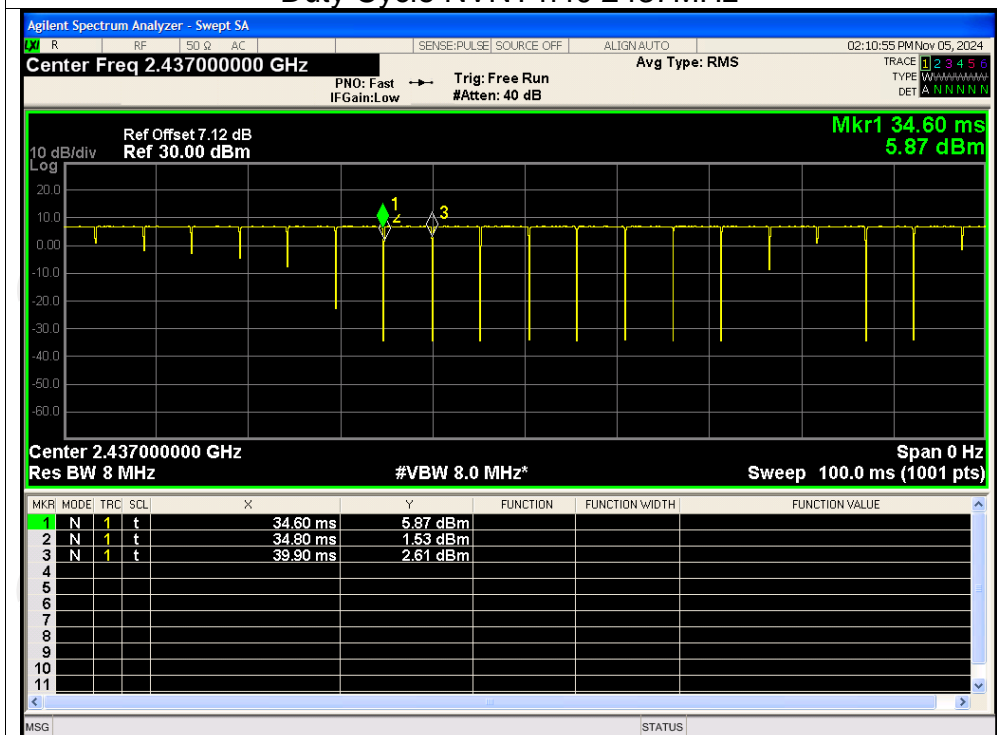 Agilent Spectrum Analyzer - Swept SA
LXI R RF 50 Ω AC SENSE:PULSE SOURCE OFF ALIGN AUTO 02:10:55 PM Nov 05, 2024
Center Freq 2.437000000 GHz
PNO: Fast
IFGain:Low
Trig: Free Run
#Atten: 40 dB
Avg Type: RMS
TRACE 1 2 3 4 5 6
TYPE WWWWWW
DET A N N N N N
Mkr1 34.60 ms
5.87 dBm
Ref Offset 7.12 dB
10 dB/div Ref 30.00 dBm
Log
20.0
10.0
0.00
-10.0
-20.0
-30.0
-40.0
-50.0
-60.0
1
2
3
Center 2.437000000 GHz Span 0 Hz
Res BW 8 MHz #VBW 8.0 MHz* Sweep 100.0 ms (1001 pts)
MKR MODE TRC SCL X Y FUNCTION FUNCTION WIDTH FUNCTION VALUE
1 N 1 t 34.60 ms 5.87 dBm
2 N 1 t 34.80 ms 1.53 dBm
3 N 1 t 39.90 ms 2.61 dBm
4
5
6
7
8
9
10
11
MSG STATUS